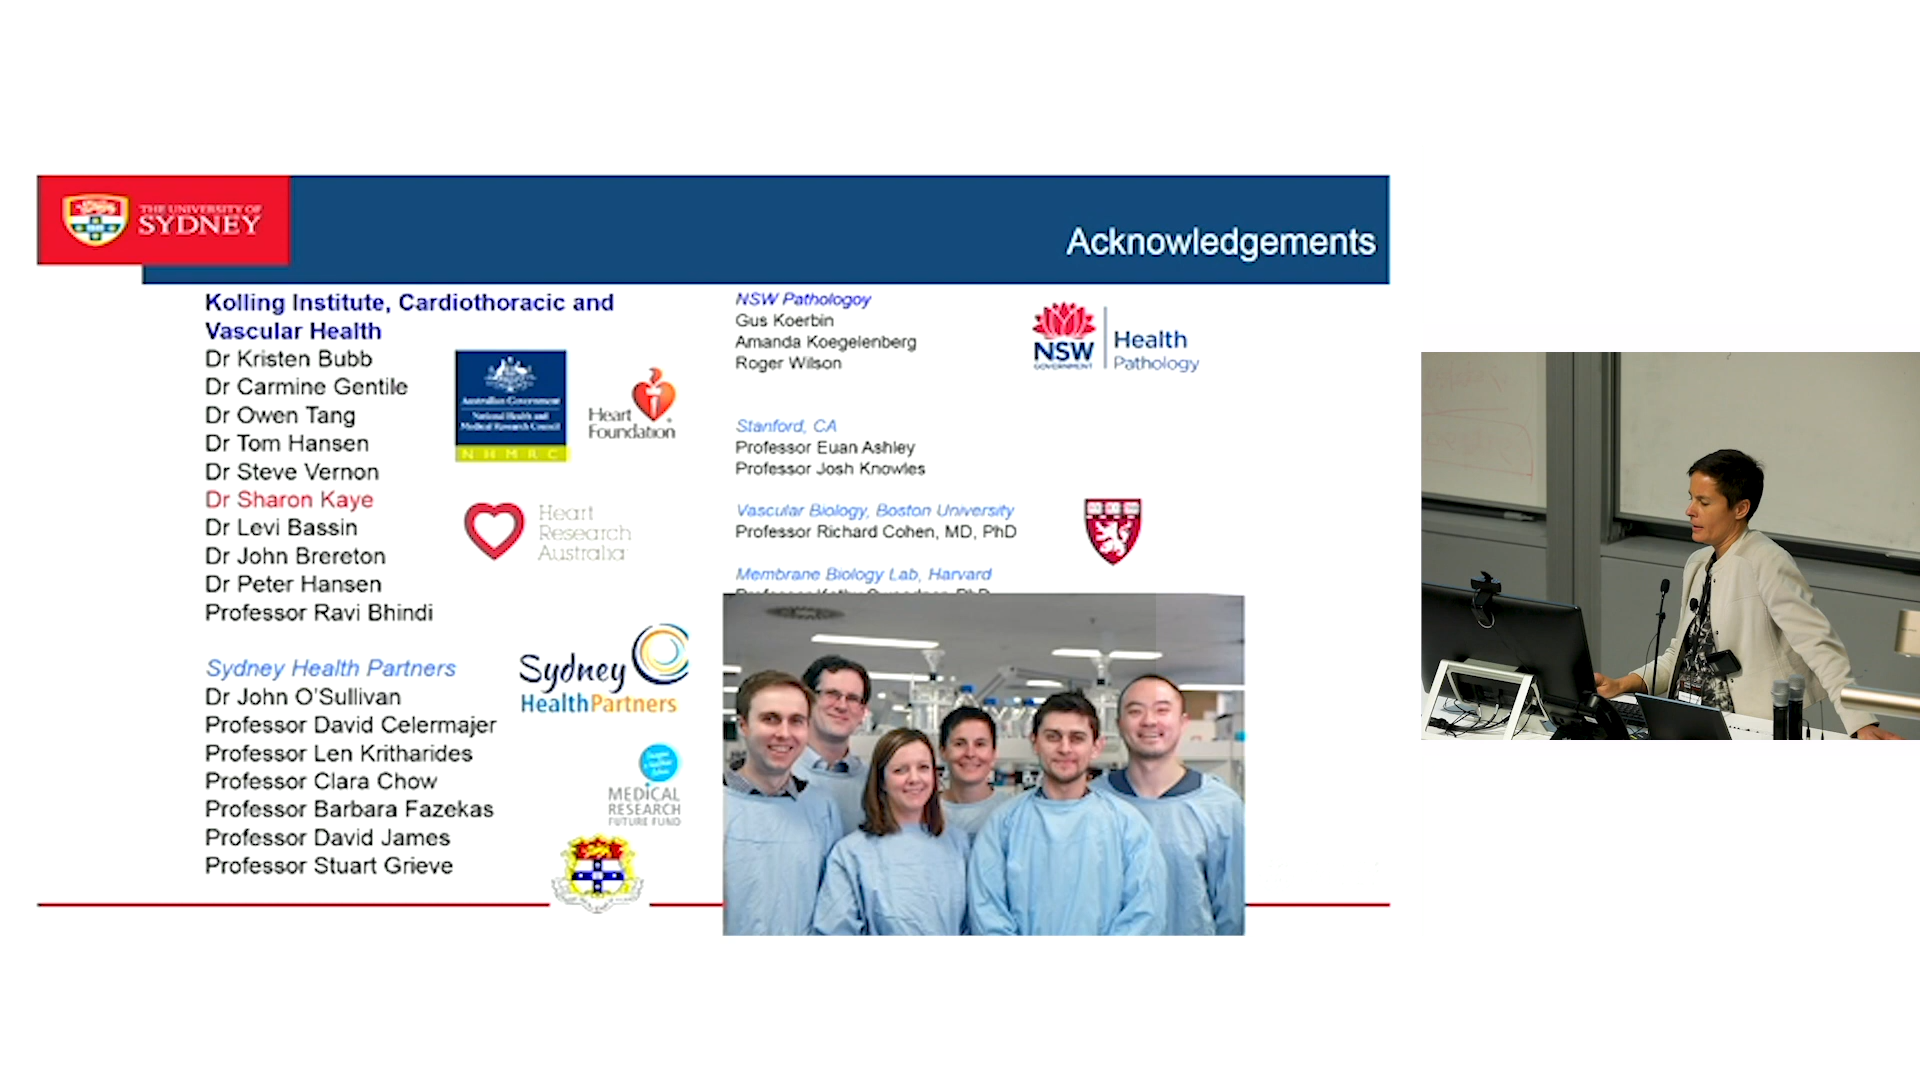 THE UNIVERSITY OF
SYDNEY
Acknowledgements
Kolling Institute, Cardiothoracic and
Vascular Health
Dr Kristen Bubb
Dr Carmine Gentile
Dr Owen Tang
Dr Tom Hansen
Dr Steve Vernon
Dr Sharon Kaye
Dr Levi Bassin
Dr John Brereton
Dr Peter Hansen
Professor Ravi Bhindi
Sydney Health Partners
Dr John O'Sullivan
Professor David Celermajer
Professor Len Kritharides
Professor Clara Chow
Professor Barbara Fazekas
Professor David James
Professor Stuart Grieve
Australian Government
National Health and
Medical Research Council
NHMRC
Heart
Foundation
Heart
Research
Australia
Sydney
HealthPartners
MEDICAL
RESEARCH
FUTURE FUND
NSW Pathologoy
Gus Koerbin
Amanda Koegelenberg
Roger Wilson
NSW
GOVERNMENT
Health
Pathology
Stanford, CA
Professor Euan Ashley
Professor Josh Knowles
Vascular Biology, Boston University
Professor Richard Cohen, MD, PhD
Membrane Biology Lab, Harvard